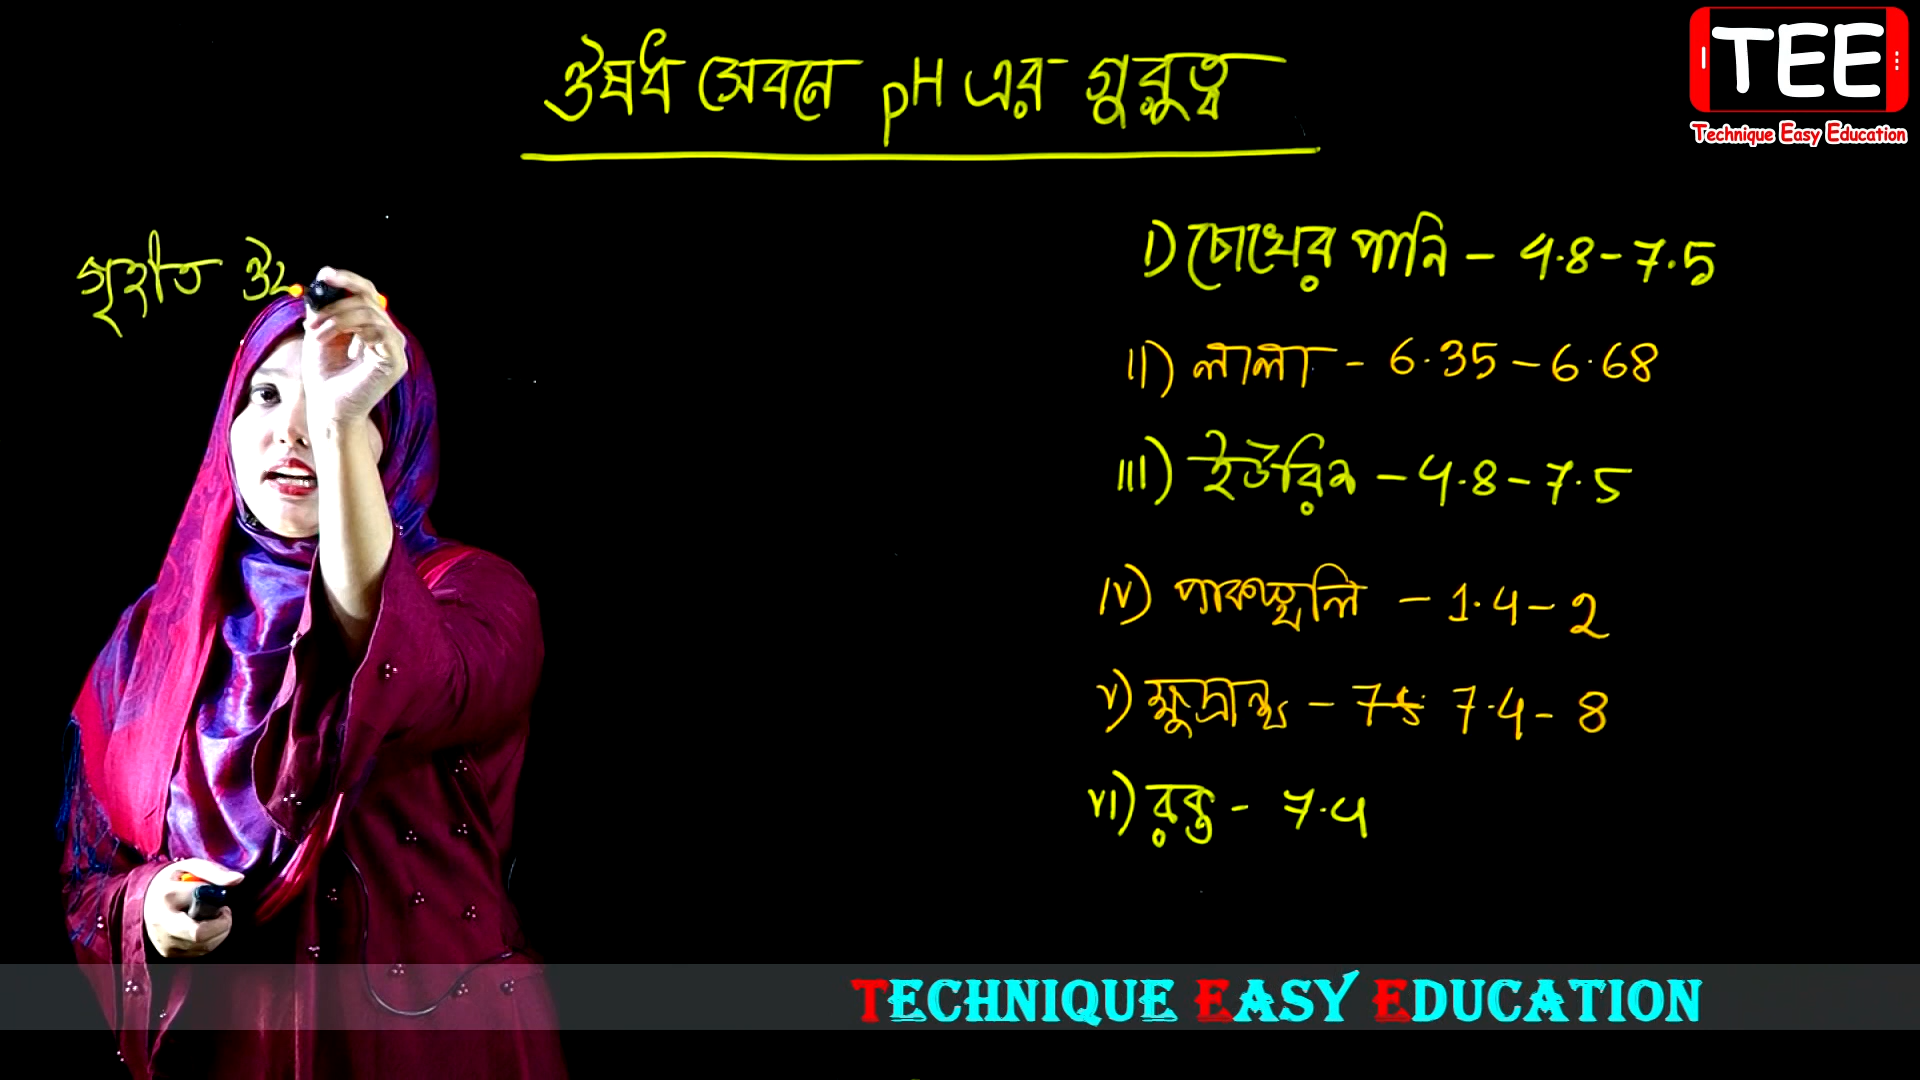 ঔষধ সেবনে pH এর গুরুত্ব
TEE
Technique Easy Education
গৃহীত ঔ
i) চোখের পানি - 4.8 - 7.5
ii) লালা - 6.35 - 6.68
iii) ইউরিন - 4.8 - 7.5
iv) পাকস্থলি - 1.4 - 2
v) ক্ষুদ্রান্ত্র - 7.4 - 8
vi) রক্ত - 7.4
TECHNIQUE EASY EDUCATION